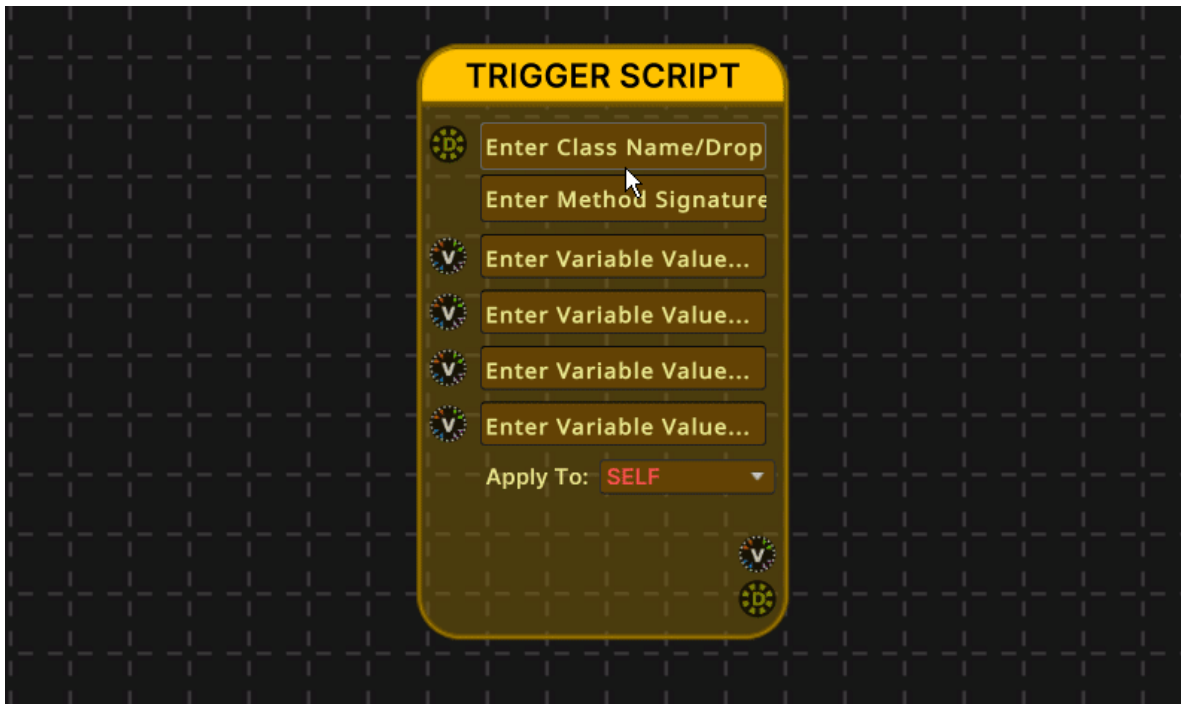 TRIGGER SCRIPT
D
Enter Class Name/Drop
Enter Method Signature
V
Enter Variable Value...
V
Enter Variable Value...
V
Enter Variable Value...
V
Enter Variable Value...
Apply To: SELF
V
D